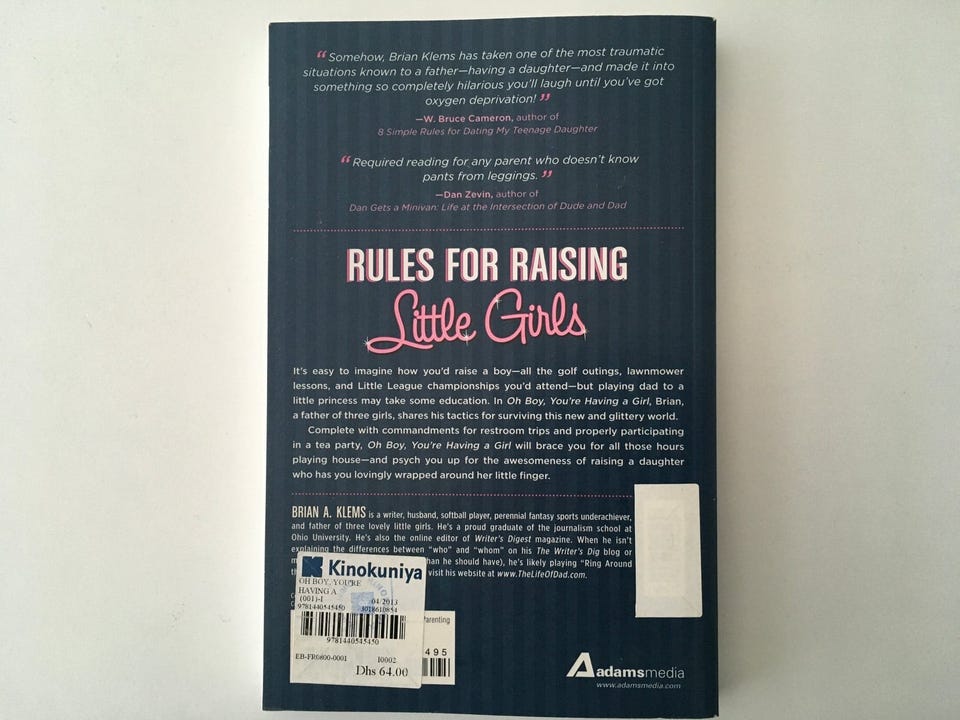 “ Somehow, Brian Klems has taken one of the most traumatic
situations known to a father—having a daughter—and made it into
something so completely hilarious you'll laugh until you've got
oxygen deprivation! ”
—W. Bruce Cameron, author of
8 Simple Rules for Dating My Teenage Daughter
“ Required reading for any parent who doesn't know
pants from leggings. ”
—Dan Zevin, author of
Dan Gets a Minivan: Life at the Intersection of Dude and Dad
RULES FOR RAISING
Little Girls
It's easy to imagine how you'd raise a boy—all the golf outings, lawnmower
lessons, and Little League championships you'd attend—but playing dad to a
little princess may take some education. In Oh Boy, You're Having a Girl, Brian,
a father of three girls, shares his tactics for surviving this new and glittery world.
Complete with commandments for restroom trips and properly participating
in a tea party, Oh Boy, You're Having a Girl will brace you for all those hours
playing house—and psych you up for the awesomeness of raising a daughter
who has you lovingly wrapped around her little finger.
BRIAN A. KLEMS is a writer, husband, softball player, perennial fantasy sports underachiever,
and father of three lovely little girls. He's a proud graduate of the journalism school at
Ohio University. He's also the online editor of Writer's Digest magazine. When he isn't
explaining the differences between “who” and “whom” on his The Writer's Dig blog or
than he should have), he's likely playing “Ring Around
visit his website at www.TheLifeOfDad.com.
Kinokuniya
OH BOY, YOU'RE
HAVING A
(001)-I 04/2013
9781440545450 3018610854
9781440545450
EB-FR0800-0001 I0002
Dhs 64.00
Parenting
495
adamsmedia
www.adamsmedia.com